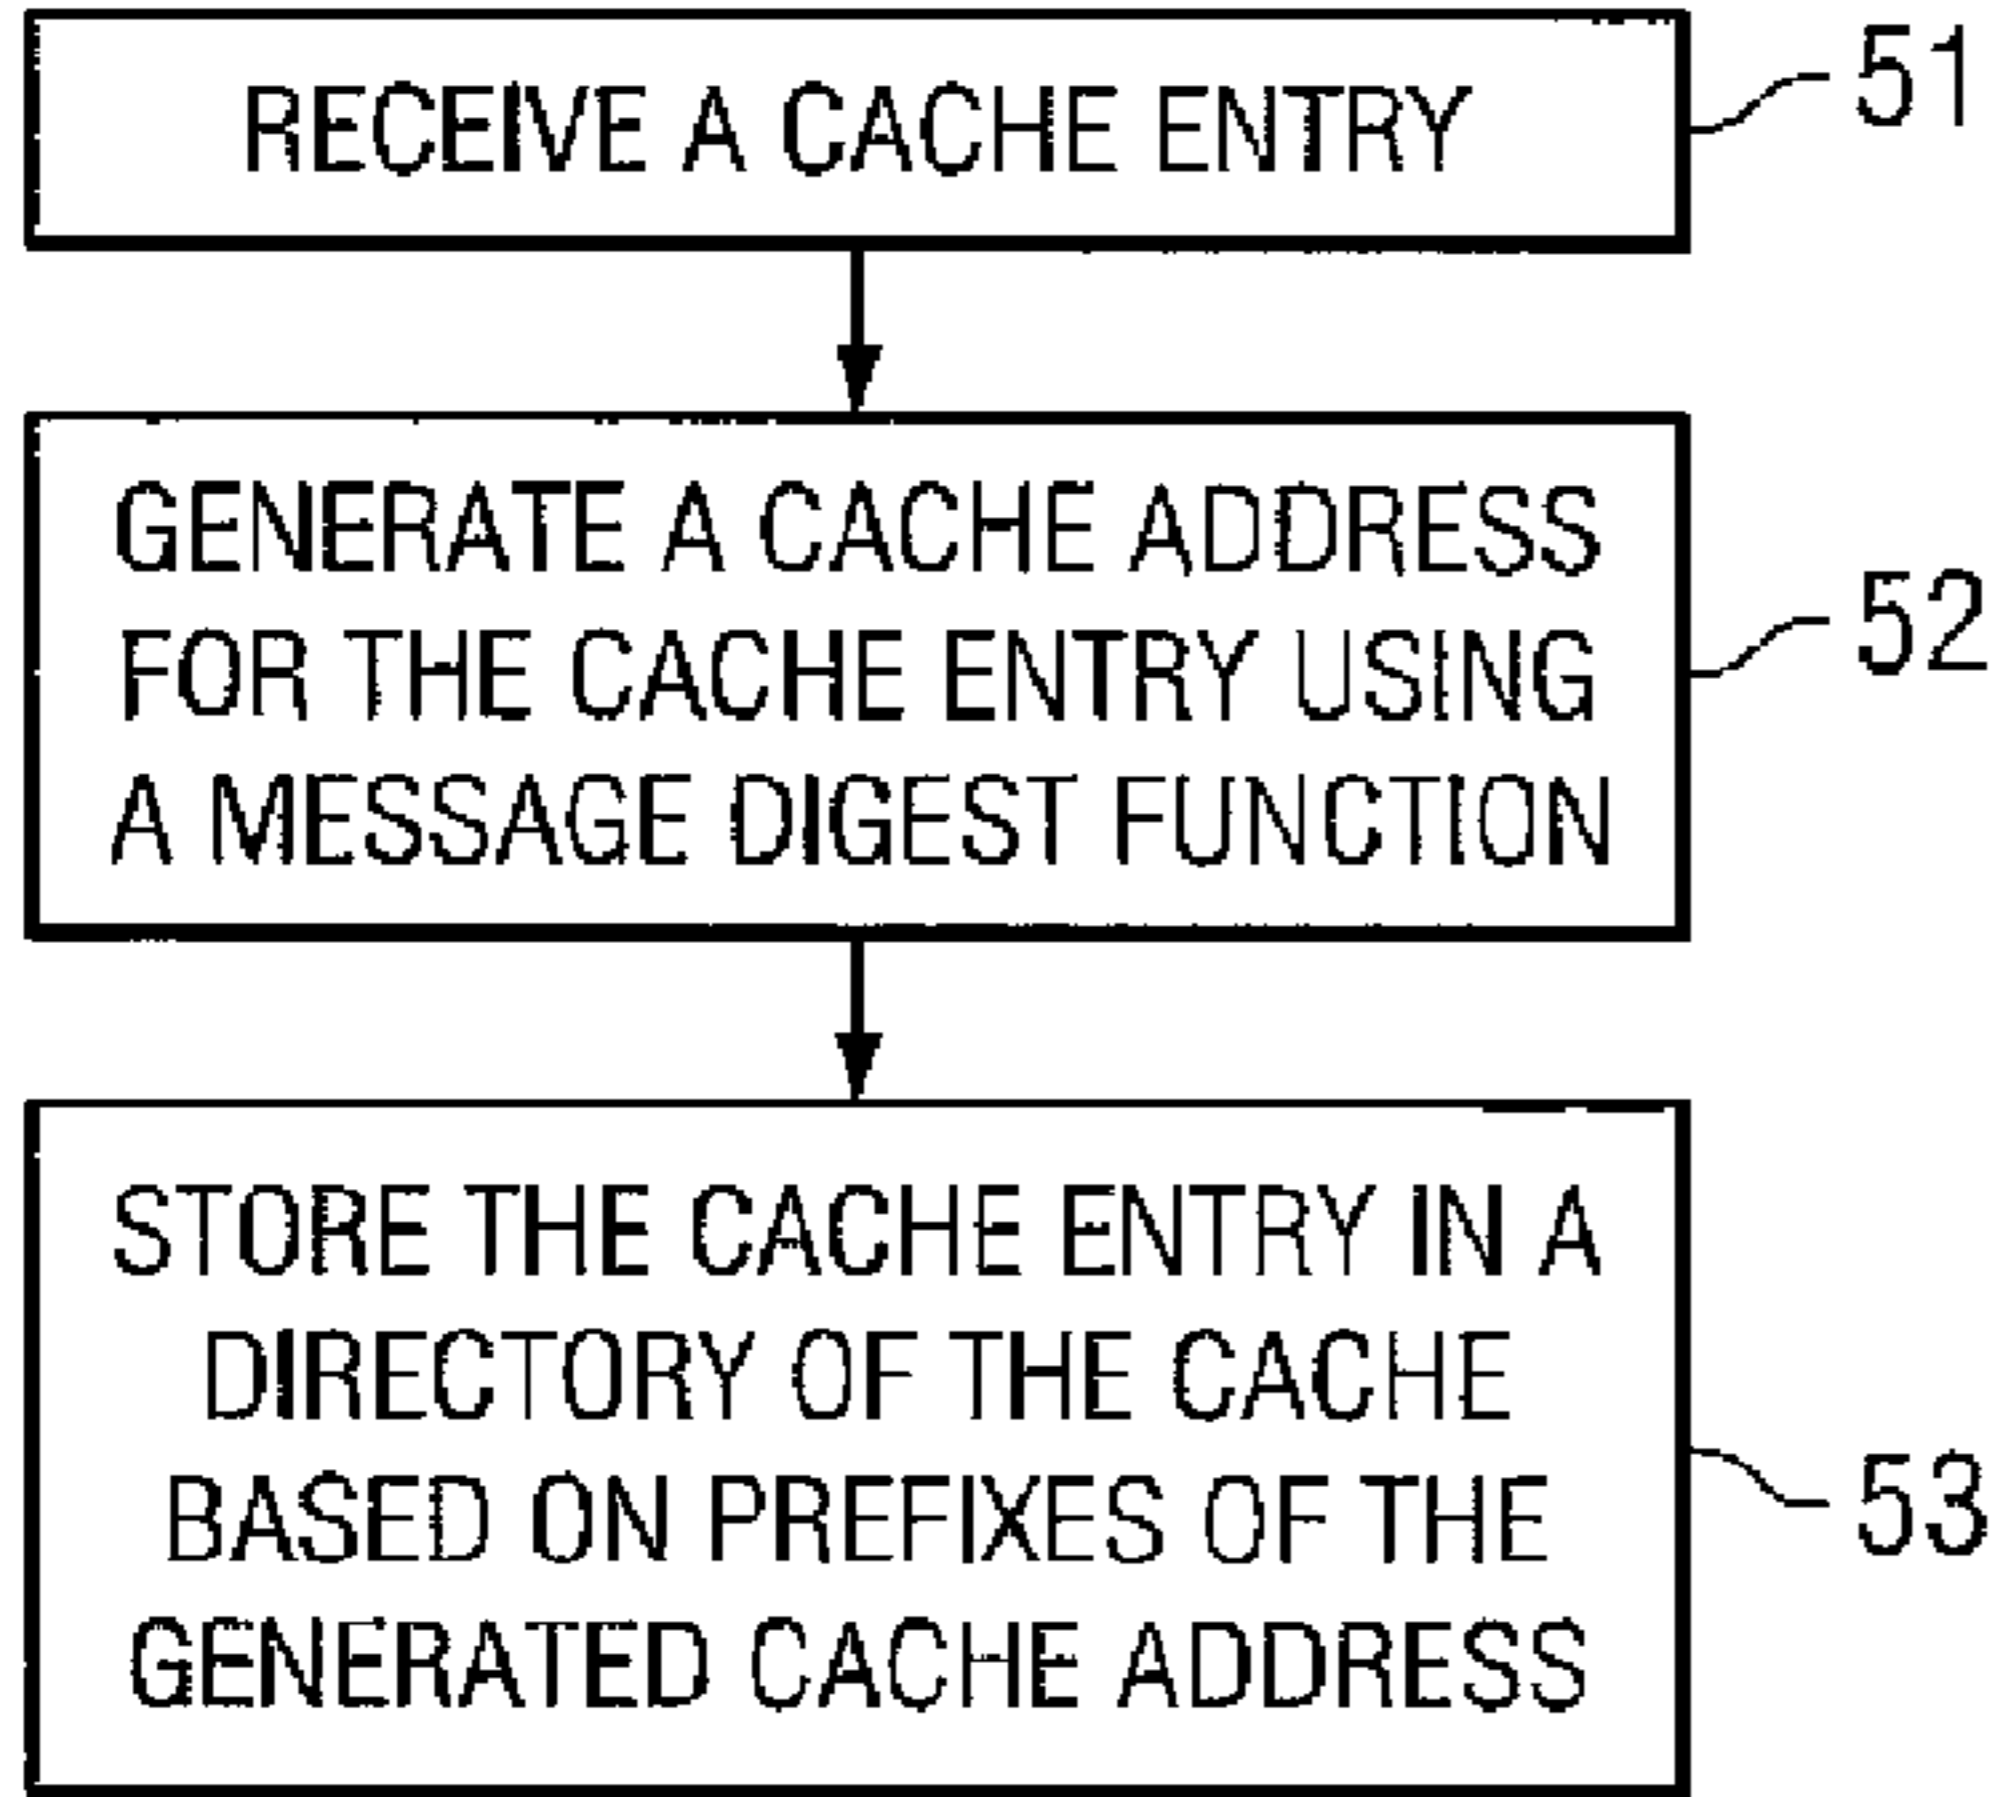 RECEIVE A CACHE ENTRY
51
GENERATE A CACHE ADDRESS
FOR THE CACHE ENTRY USING
A MESSAGE DIGEST FUNCTION
52
STORE THE CACHE ENTRY IN A
DIRECTORY OF THE CACHE
BASED ON PREFIXES OF THE
GENERATED CACHE ADDRESS
53